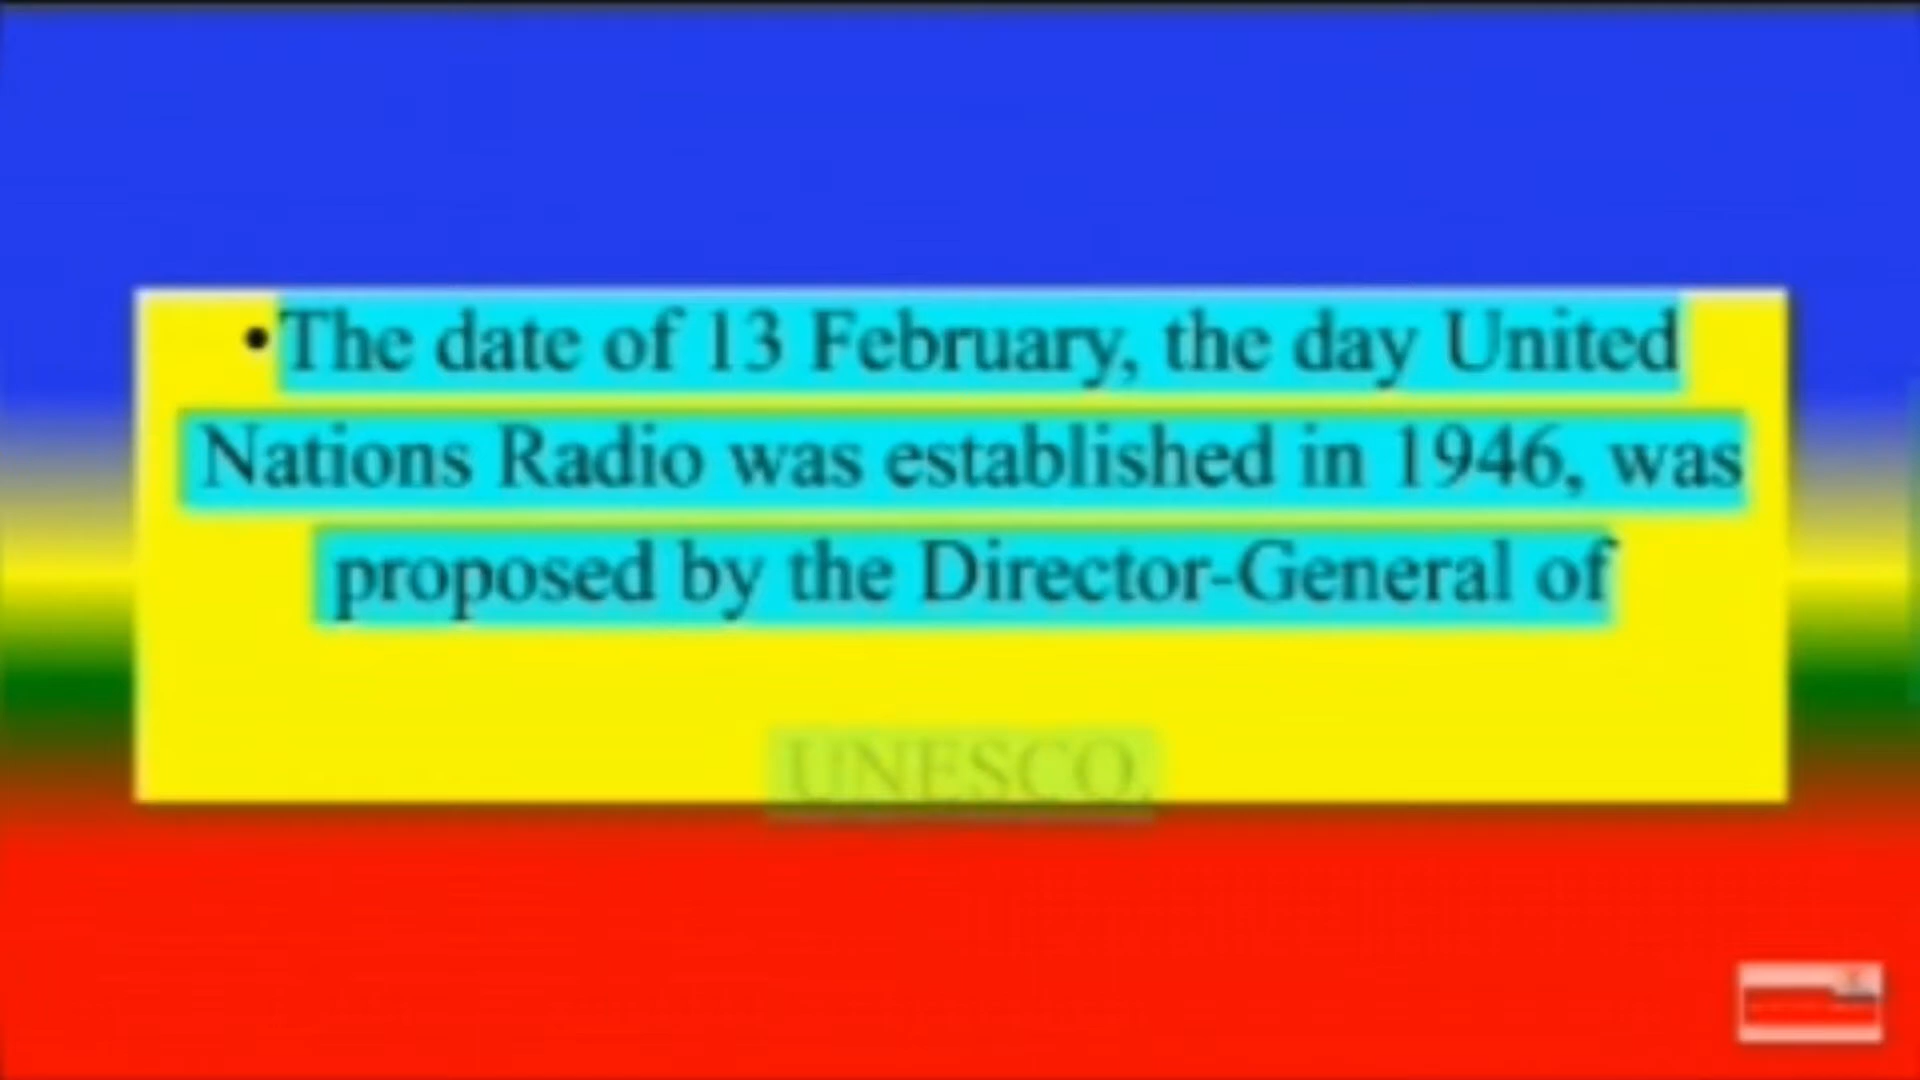 •The date of 13 February, the day United
Nations Radio was established in 1946, was
proposed by the Director-General of
UNESCO.